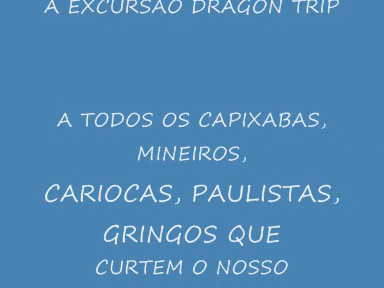 A EXCURSÃO DRAGON TRIP
A TODOS OS CAPIXABAS,
MINEIROS,
CARIOCAS, PAULISTAS,
GRINGOS QUE
CURTEM O NOSSO